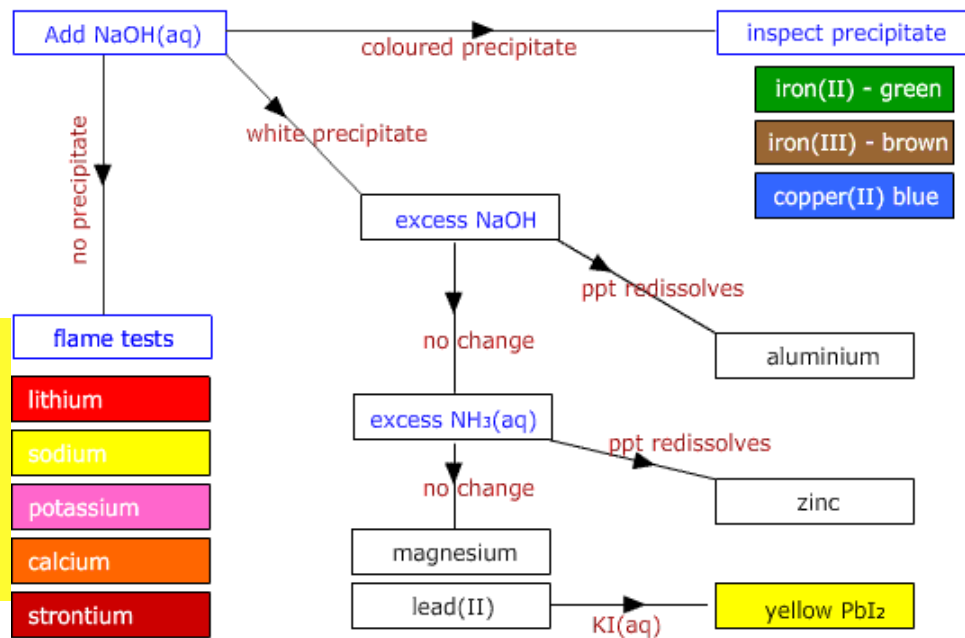 Add NaOH(aq)
coloured precipitate
inspect precipitate
iron(II) - green
iron(III) - brown
copper(II) blue
white precipitate
no precipitate
excess NaOH
ppt redissolves
no change
aluminium
flame tests
lithium
sodium
potassium
calcium
strontium
excess NH₃(aq)
ppt redissolves
no change
zinc
magnesium
lead(II)
KI(aq)
yellow PbI₂